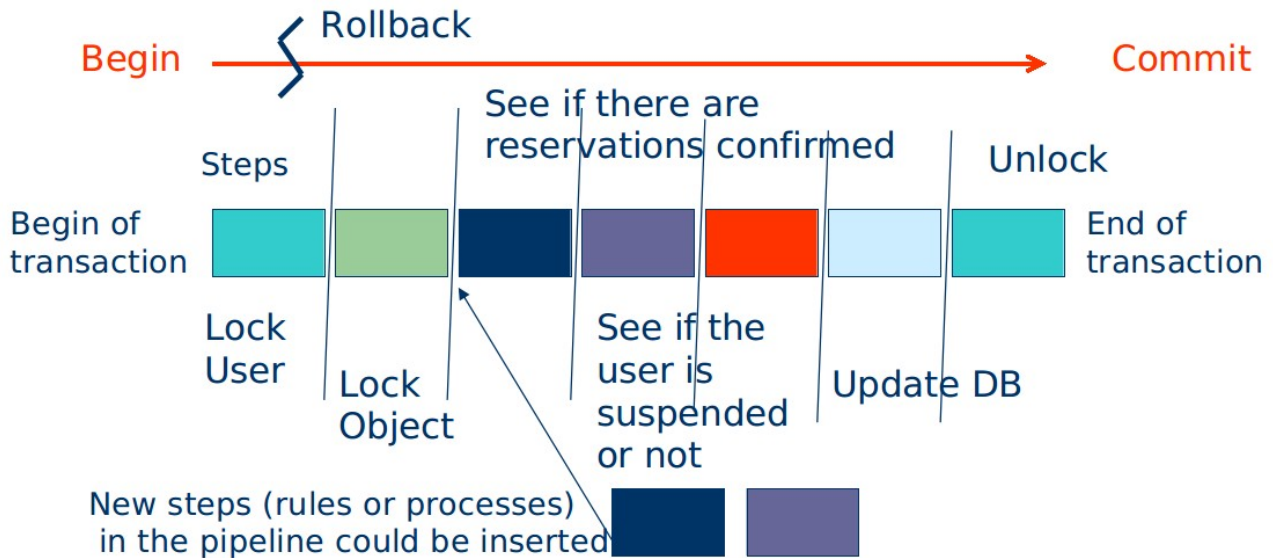 Rollback
Begin
Commit
See if there are
reservations confirmed
Steps
Unlock
Begin of
transaction
End of
transaction
Lock
User
Lock
Object
See if the
user is
suspended
or not
Update DB
New steps (rules or processes)
in the pipeline could be inserted